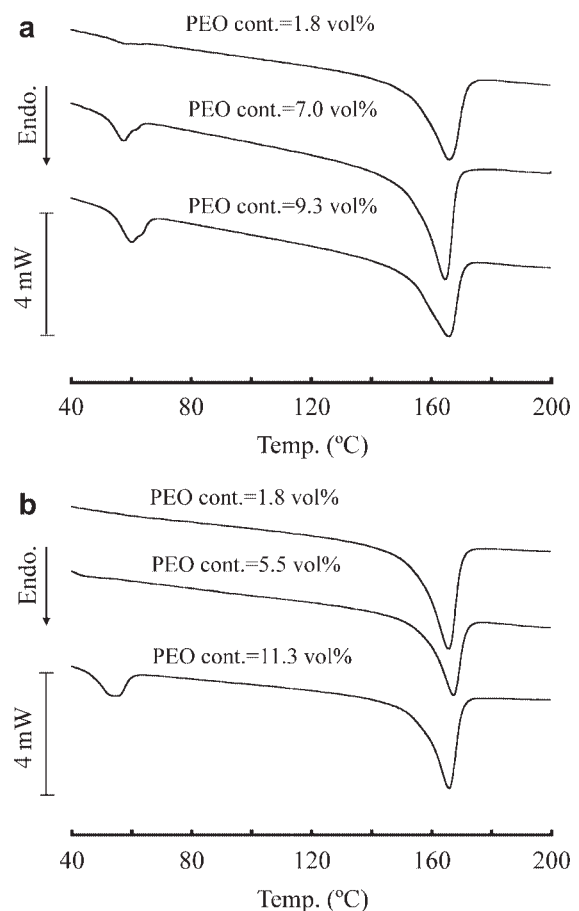 a
PEO cont.=1.8 vol%
Endo.
PEO cont.=7.0 vol%
PEO cont.=9.3 vol%
4 mW
40 80 120 160 200
Temp. (ºC)
b
PEO cont.=1.8 vol%
Endo.
PEO cont.=5.5 vol%
PEO cont.=11.3 vol%
4 mW
40 80 120 160 200
Temp. (ºC)